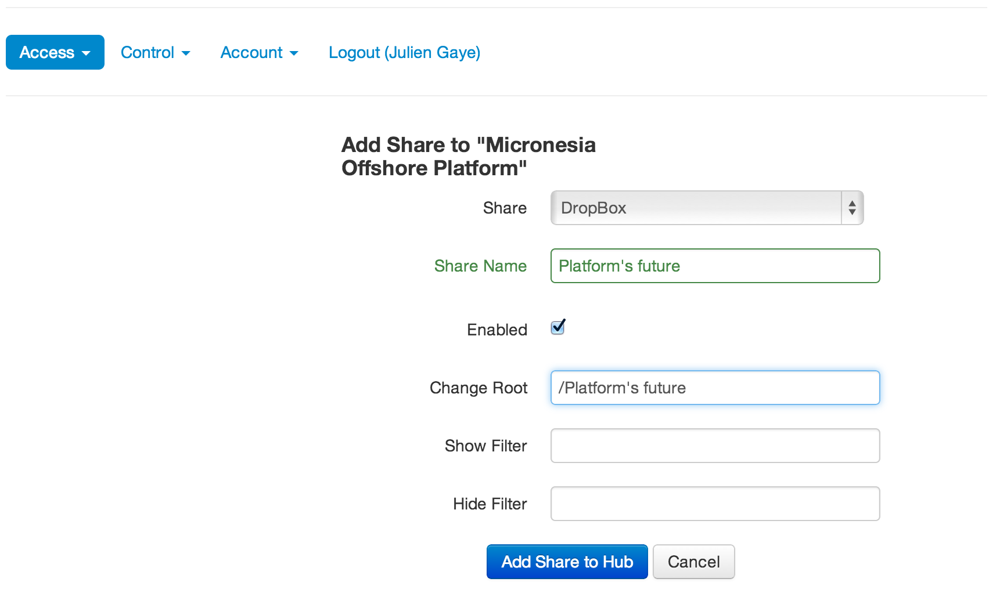 Access Control Account Logout (Julien Gaye)
Add Share to "Micronesia
Offshore Platform"
Share DropBox
Share Name Platform's future
Enabled
Change Root /Platform's future
Show Filter
Hide Filter
Add Share to Hub Cancel